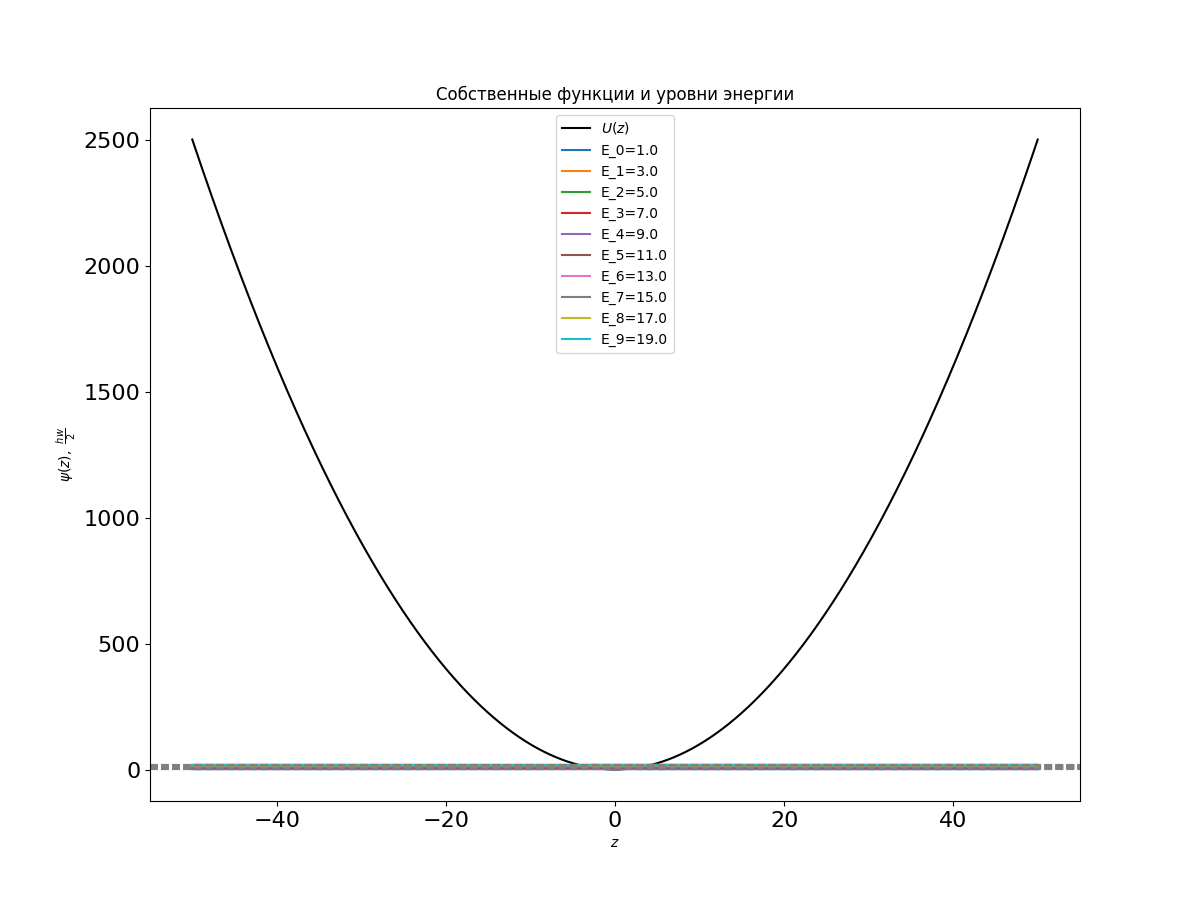 Собственные функции и уровни энергии
2500
2000
1500
1000
500
0
ψ(z), hw/2
U(z)
E_0=1.0
E_1=3.0
E_2=5.0
E_3=7.0
E_4=9.0
E_5=11.0
E_6=13.0
E_7=15.0
E_8=17.0
E_9=19.0
−40 −20 0 20 40
z